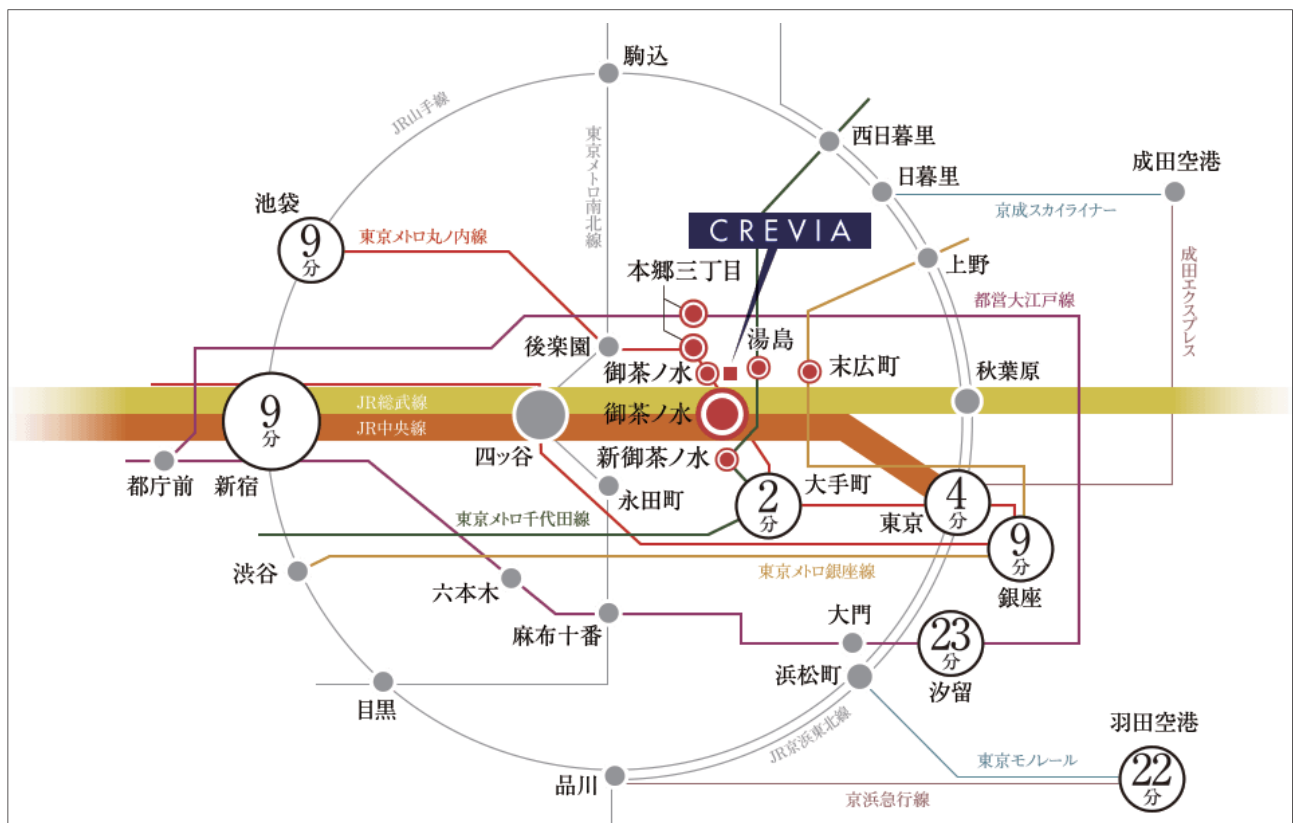 駒込
JR山手線
東京メトロ南北線
西日暮里
日暮里
成田空港
京成スカイライナー
池袋
9分
東京メトロ丸ノ内線
CREVIA
上野
成田エクスプレス
本郷三丁目
都営大江戸線
後楽園
湯島
御茶ノ水
末広町
秋葉原
JR総武線
御茶ノ水
9分
JR中央線
四ッ谷
新御茶ノ水
都庁前
新宿
永田町
2分
大手町
東京
4分
東京メトロ千代田線
9分
銀座
渋谷
東京メトロ銀座線
六本木
麻布十番
大門
23分
汐留
浜松町
目黒
JR京浜東北線
羽田空港
22分
東京モノレール
品川
京浜急行線